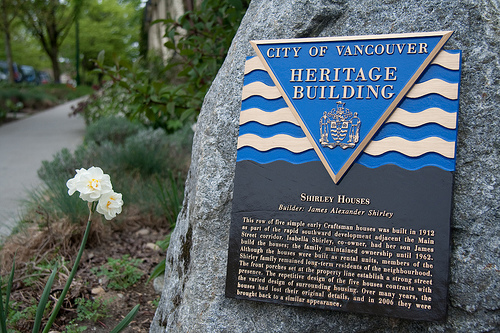 CITY OF VANCOUVER
HERITAGE
BUILDING
SHIRLEY HOUSES
Builder: James Alexander Shirley
This row of five simple early Craftsman houses was built in 1912
as part of the rapid southward development adjacent the Main
Street corridor. Isabella Shirley, co-owner, had her son James
build the houses; the family maintained ownership until 1962.
Although the houses were built as rental units, members of the
Shirley family remained long-term residents of the neighbourhood.
The front porches set at the property line establish a strong street
presence. The repetitive design of the five houses contrasts with
the varied design of surrounding houses. Over many years, the
houses had lost their original details, and in 2006 they were
brought back to a similar appearance.